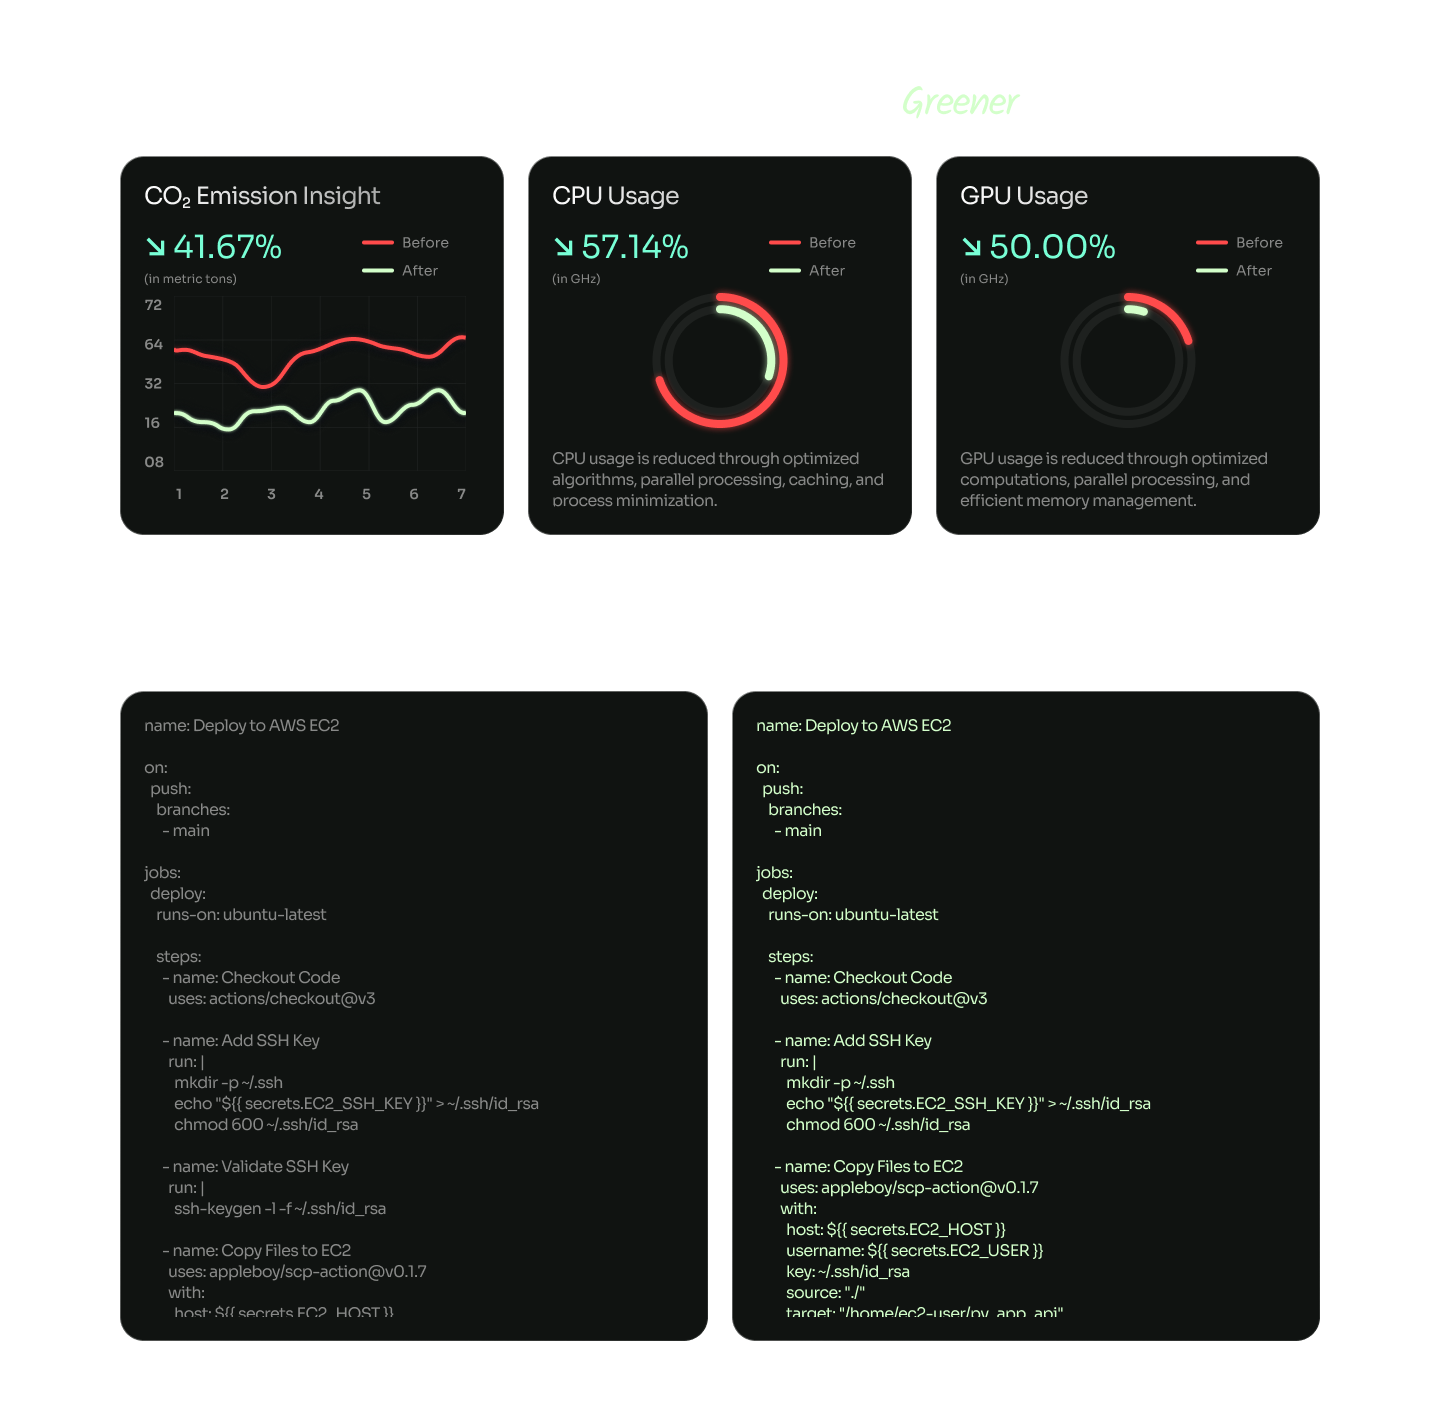 Greener
CO₂ Emission Insight
41.67%
(in metric tons)
Before
After
72
64
32
16
08
1 2 3 4 5 6 7
CPU Usage
57.14%
(in GHz)
Before
After
CPU usage is reduced through optimized
algorithms, parallel processing, caching, and
process minimization.
GPU Usage
50.00%
(in GHz)
Before
After
GPU usage is reduced through optimized
computations, parallel processing, and
efficient memory management.
name: Deploy to AWS EC2
on:
push:
branches:
- main
jobs:
deploy:
runs-on: ubuntu-latest
steps:
- name: Checkout Code
uses: actions/checkout@v3
- name: Add SSH Key
run: |
mkdir -p ~/.ssh
echo "${{ secrets.EC2_SSH_KEY }}" > ~/.ssh/id_rsa
chmod 600 ~/.ssh/id_rsa
- name: Validate SSH Key
run: |
ssh-keygen -l -f ~/.ssh/id_rsa
- name: Copy Files to EC2
uses: appleboy/scp-action@v0.1.7
with:
host: ${{ secrets.EC2_HOST }}
name: Deploy to AWS EC2
on:
push:
branches:
- main
jobs:
deploy:
runs-on: ubuntu-latest
steps:
- name: Checkout Code
uses: actions/checkout@v3
- name: Add SSH Key
run: |
mkdir -p ~/.ssh
echo "${{ secrets.EC2_SSH_KEY }}" > ~/.ssh/id_rsa
chmod 600 ~/.ssh/id_rsa
- name: Copy Files to EC2
uses: appleboy/scp-action@v0.1.7
with:
host: ${{ secrets.EC2_HOST }}
username: ${{ secrets.EC2_USER }}
key: ~/.ssh/id_rsa
source: "./"
target: "/home/ec2-user/py_app_api"